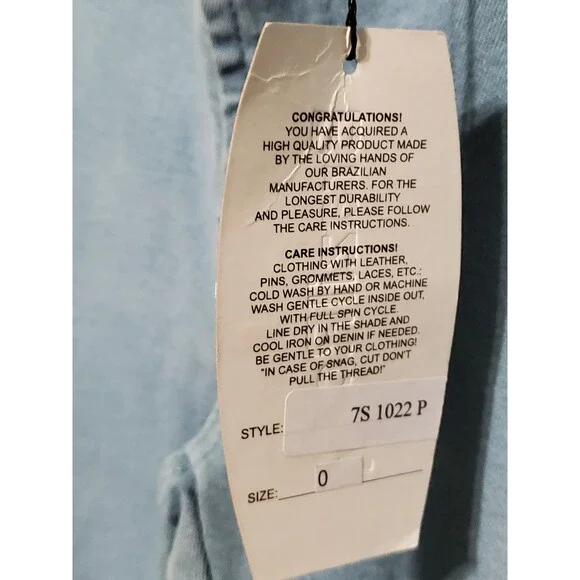 CONGRATULATIONS!
YOU HAVE ACQUIRED A
HIGH QUALITY PRODUCT MADE
BY THE LOVING HANDS OF
OUR BRAZILIAN
MANUFACTURERS. FOR THE
LONGEST DURABILITY
AND PLEASURE, PLEASE FOLLOW
THE CARE INSTRUCTIONS.
CARE INSTRUCTIONS!
CLOTHING WITH LEATHER,
PINS, GROMMETS, LACES, ETC.:
COLD WASH BY HAND OR MACHINE
WASH GENTLE CYCLE INSIDE OUT,
WITH FULL SPIN CYCLE.
LINE DRY IN THE SHADE AND
COOL IRON ON DENIN IF NEEDED.
BE GENTLE TO YOUR CLOTHING!
"IN CASE OF SNAG, CUT DON'T
PULL THE THREAD!"
STYLE: 7S 1022 P
SIZE: 0